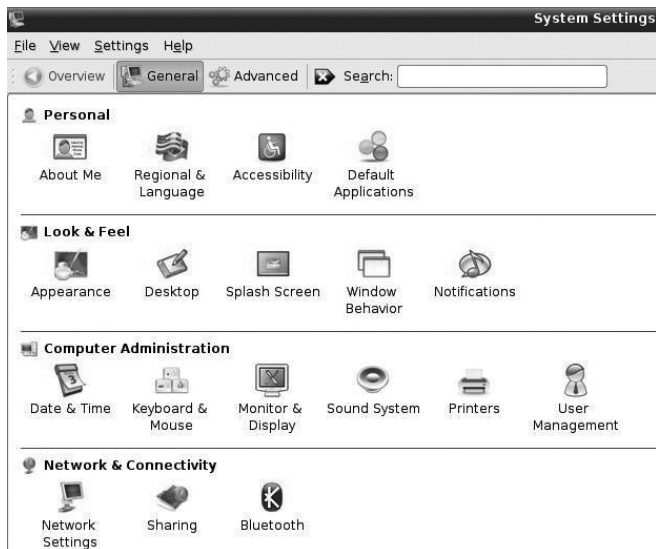 System Settings
File View Settings Help
Overview General Advanced Search:
Personal
About Me Regional & Language Accessibility Default Applications
Look & Feel
Appearance Desktop Splash Screen Window Behavior Notifications
Computer Administration
Date & Time Keyboard & Mouse Monitor & Display Sound System Printers User Management
Network & Connectivity
Network Settings Sharing Bluetooth